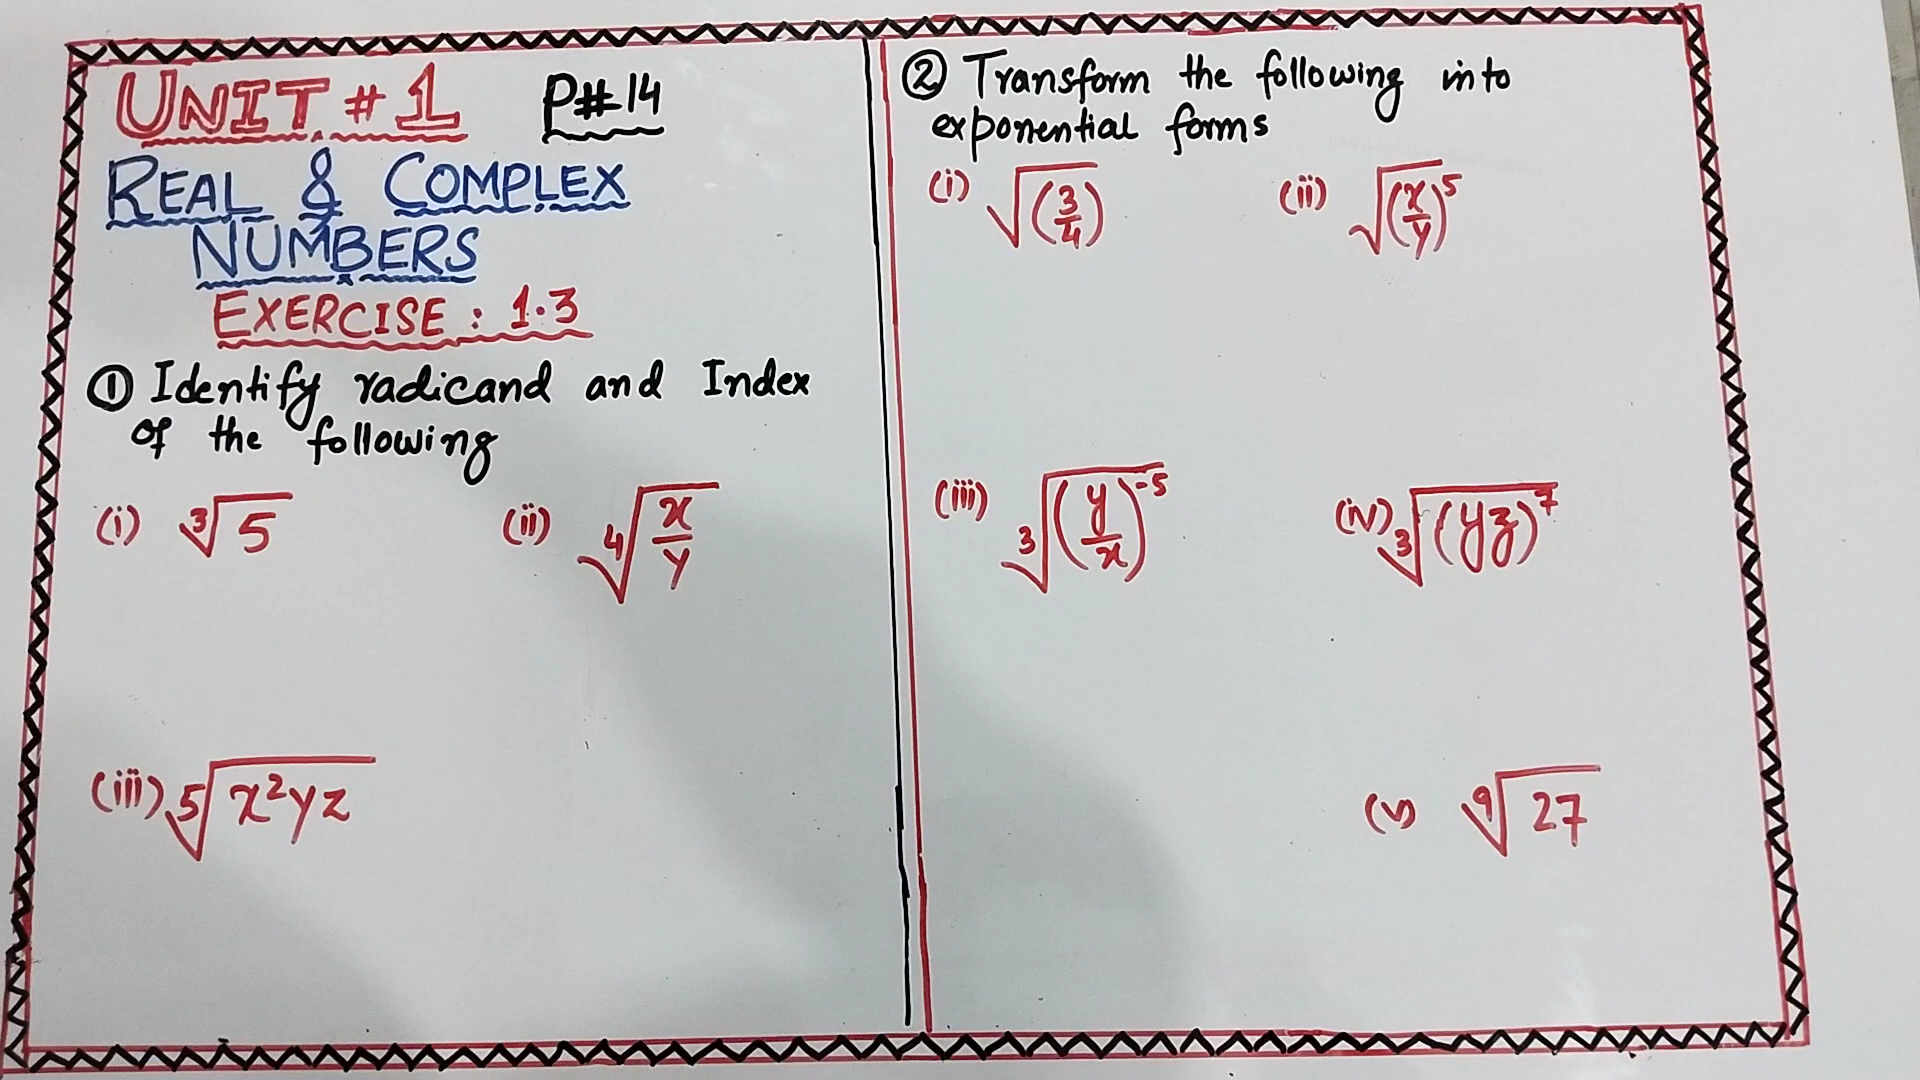 UNIT # 1 P#14
REAL & COMPLEX
NUMBERS
EXERCISE : 1.3
① Identify radicand and Index
of the following
(i) ∛5 (ii) ∜(x/y)
(iii) ⁵√(x²yz)
② Transform the following into
exponential forms
(i) √(3/4) (ii) √(x/y)⁵
(iii) ³√(y/x)⁻⁵ (iv) ³√(yz)⁷
(v) ⁹√27